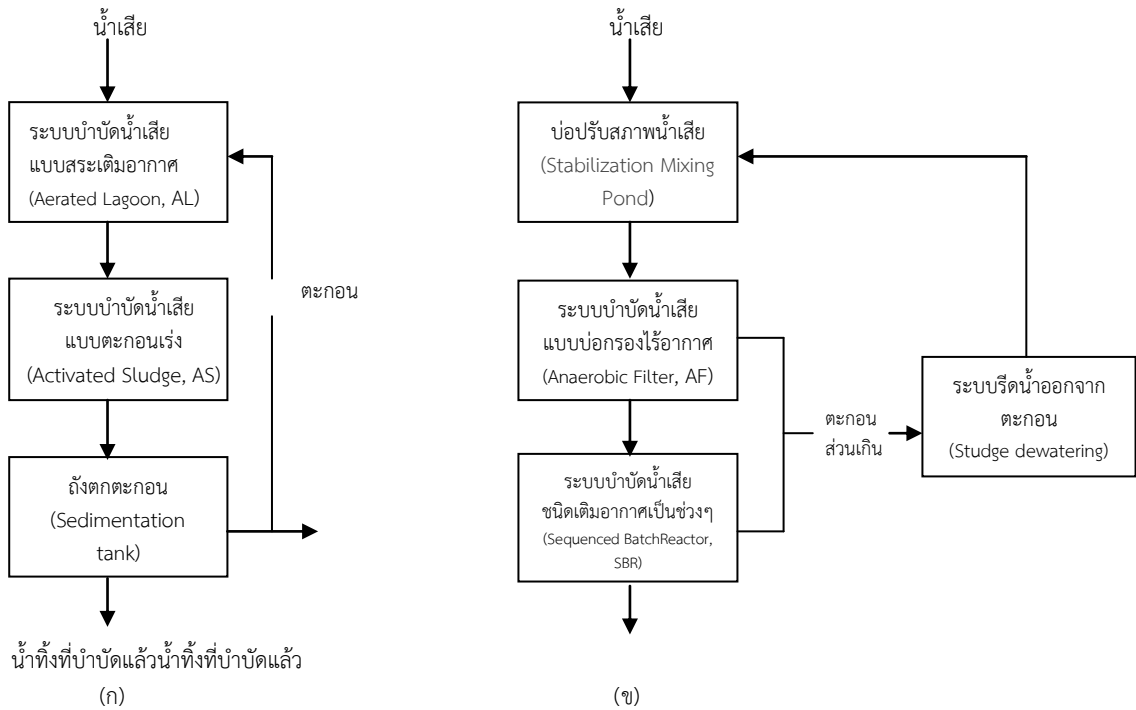 น้ำเสีย
ระบบบำบัดน้ำเสีย
แบบสระเติมอากาศ
(Aerated Lagoon, AL)
ระบบบำบัดน้ำเสีย
แบบตะกอนเร่ง
(Activated Sludge, AS)
ถังตกตะกอน
(Sedimentation
tank)
ตะกอน
น้ำทิ้งที่บำบัดแล้วน้ำทิ้งที่บำบัดแล้ว
(ก)
น้ำเสีย
บ่อปรับสภาพน้ำเสีย
(Stabilization Mixing
Pond)
ระบบบำบัดน้ำเสีย
แบบบ่อกรองไร้อากาศ
(Anaerobic Filter, AF)
ระบบบำบัดน้ำเสีย
ชนิดเติมอากาศเป็นช่วงๆ
(Sequenced BatchReactor,
SBR)
ตะกอน
ส่วนเกิน
ระบบรีดน้ำออกจาก
ตะกอน
(Studge dewatering)
(ข)